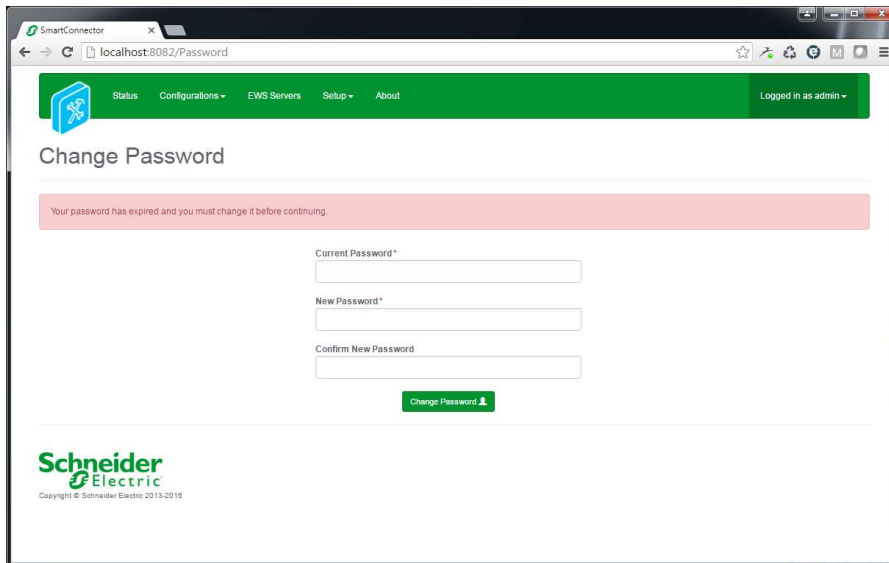 SmartConnector
localhost:8082/Password
Status Configurations EWS Servers Setup About Logged in as admin
Change Password
Your password has expired and you must change it before continuing.
Current Password*
New Password*
Confirm New Password
Change Password
Schneider
Electric
Copyright © Schneider Electric 2013-2016